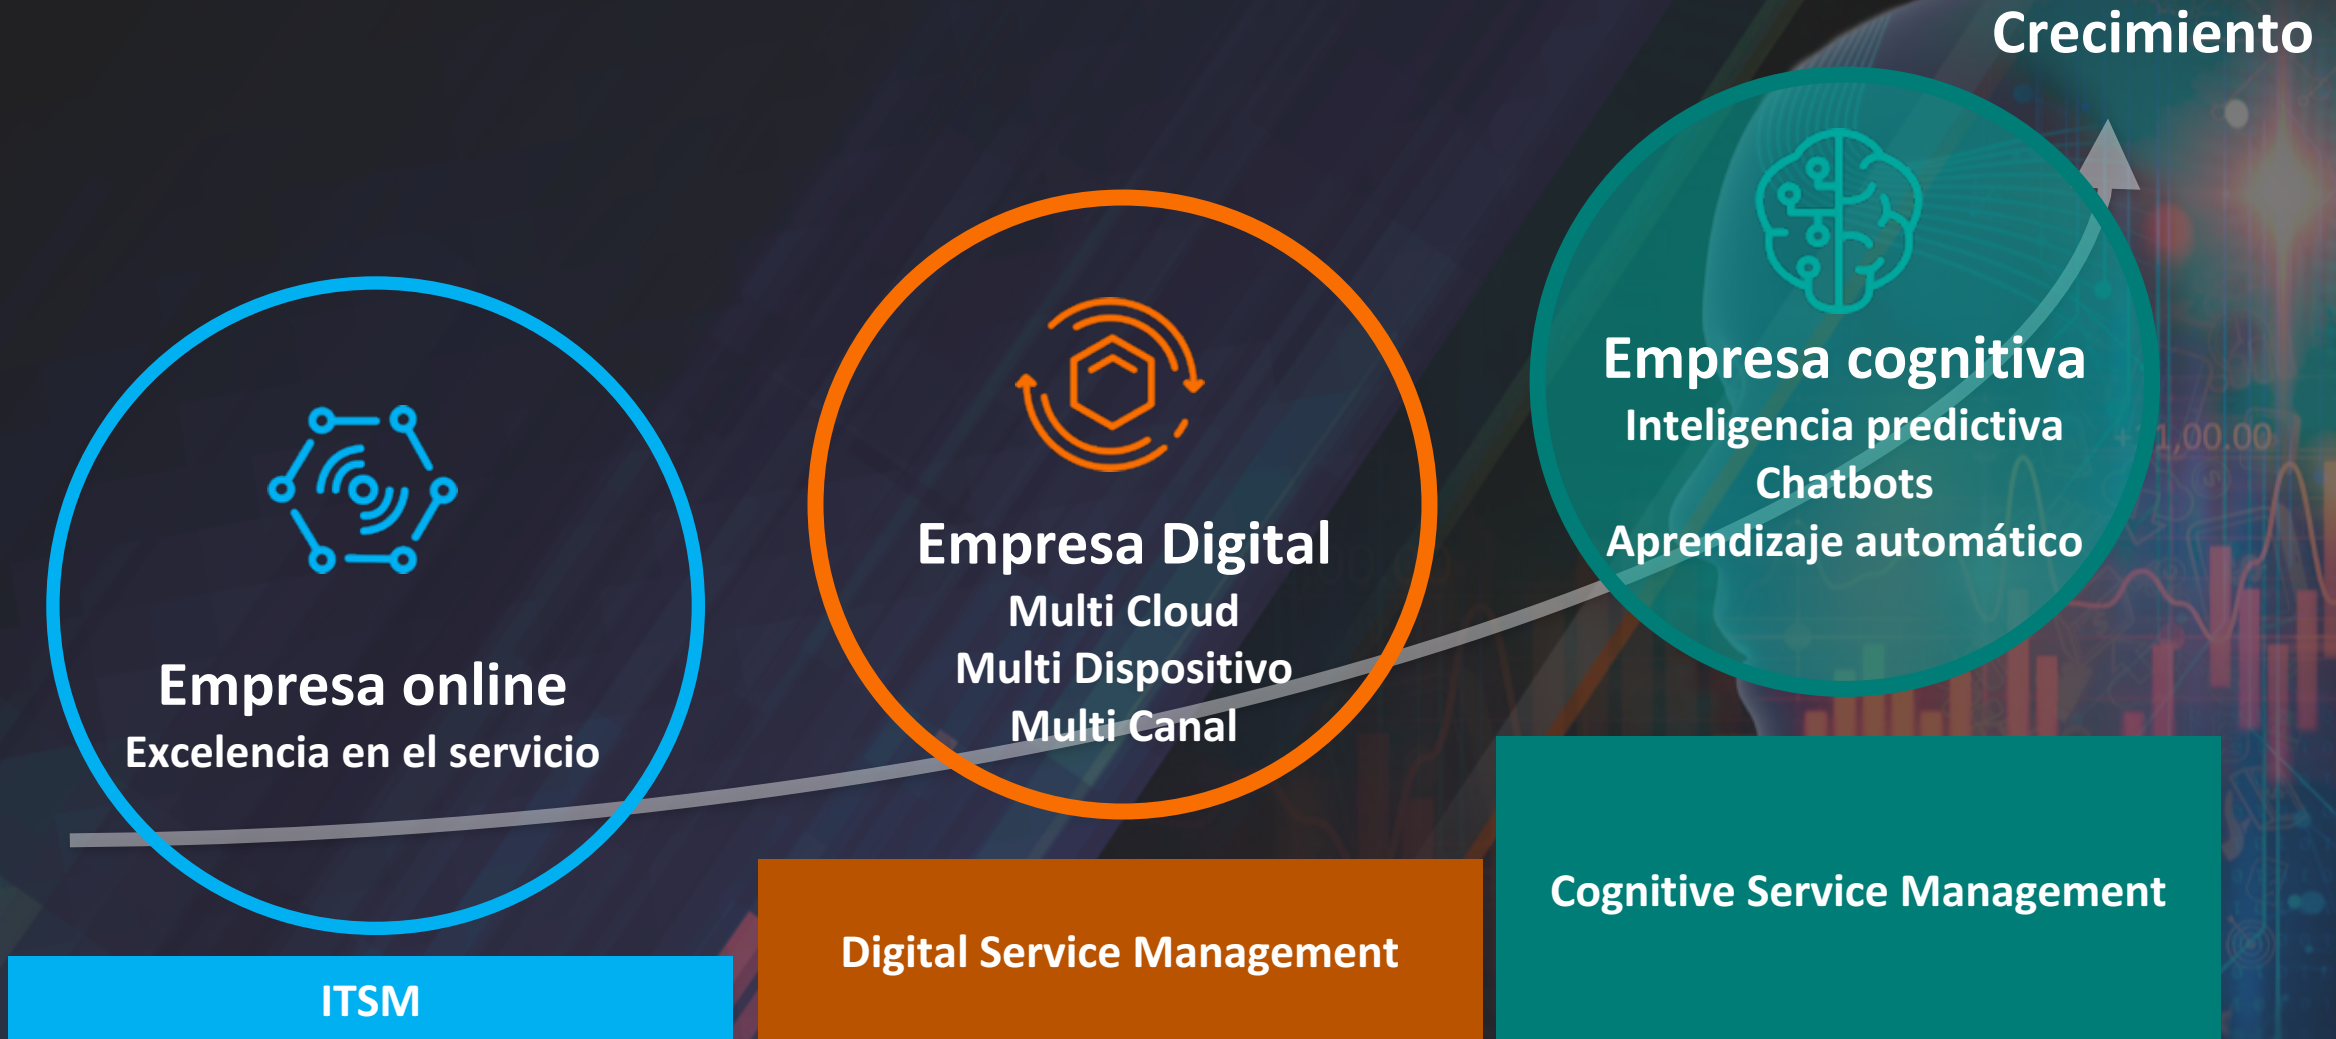 Crecimiento
Empresa online
Excelencia en el servicio
ITSM
Empresa Digital
Multi Cloud
Multi Dispositivo
Multi Canal
Digital Service Management
Empresa cognitiva
Inteligencia predictiva
Chatbots
Aprendizaje automático
Cognitive Service Management